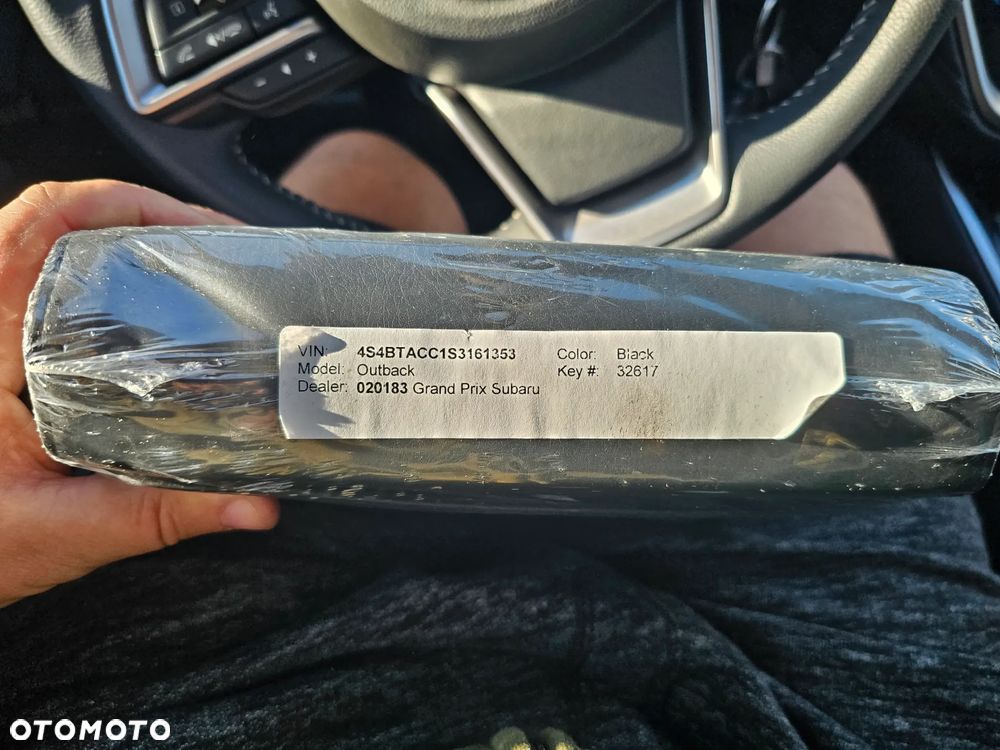 VIN: 4S4BTACC1S3161353 Color: Black
Model: Outback Key #: 32617
Dealer: 020183 Grand Prix Subaru
OTOMOTO